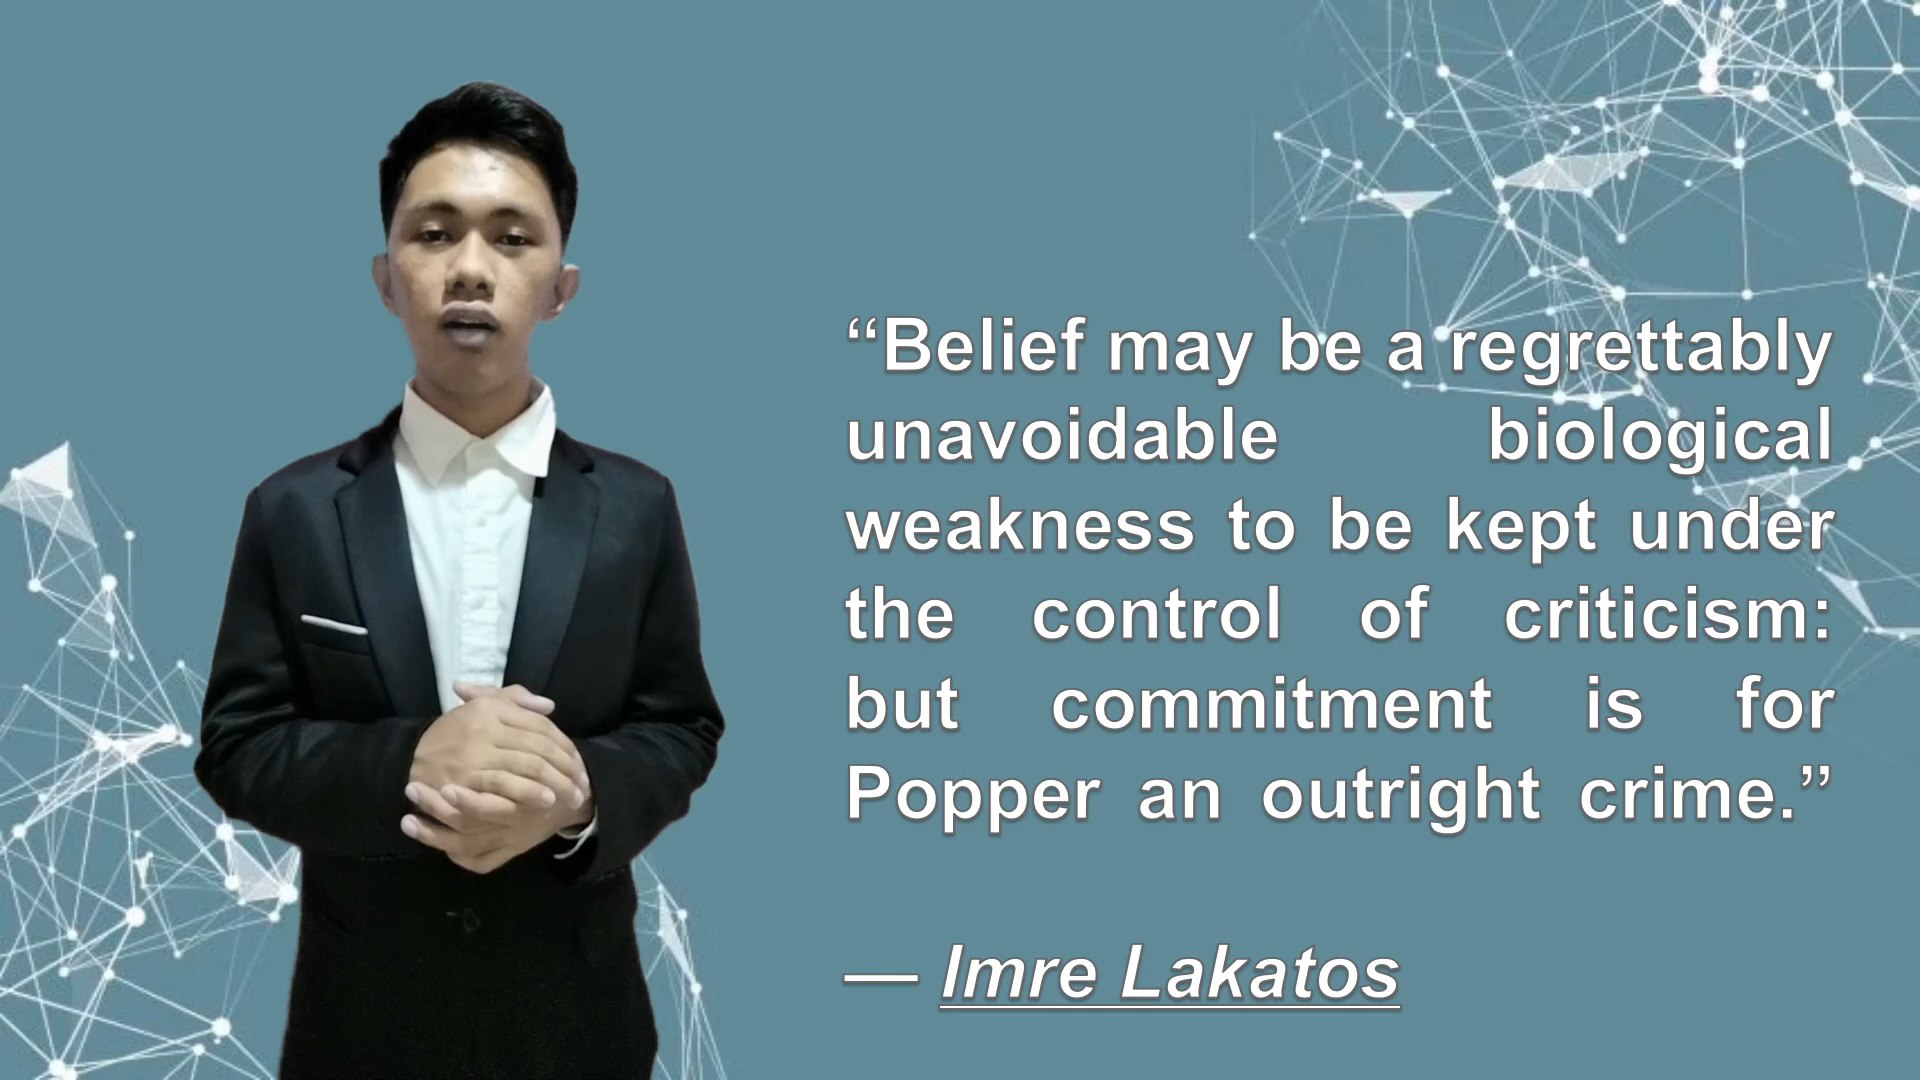 “Belief may be a regrettably
unavoidable biological
weakness to be kept under
the control of criticism:
but commitment is for
Popper an outright crime.”
— Imre Lakatos